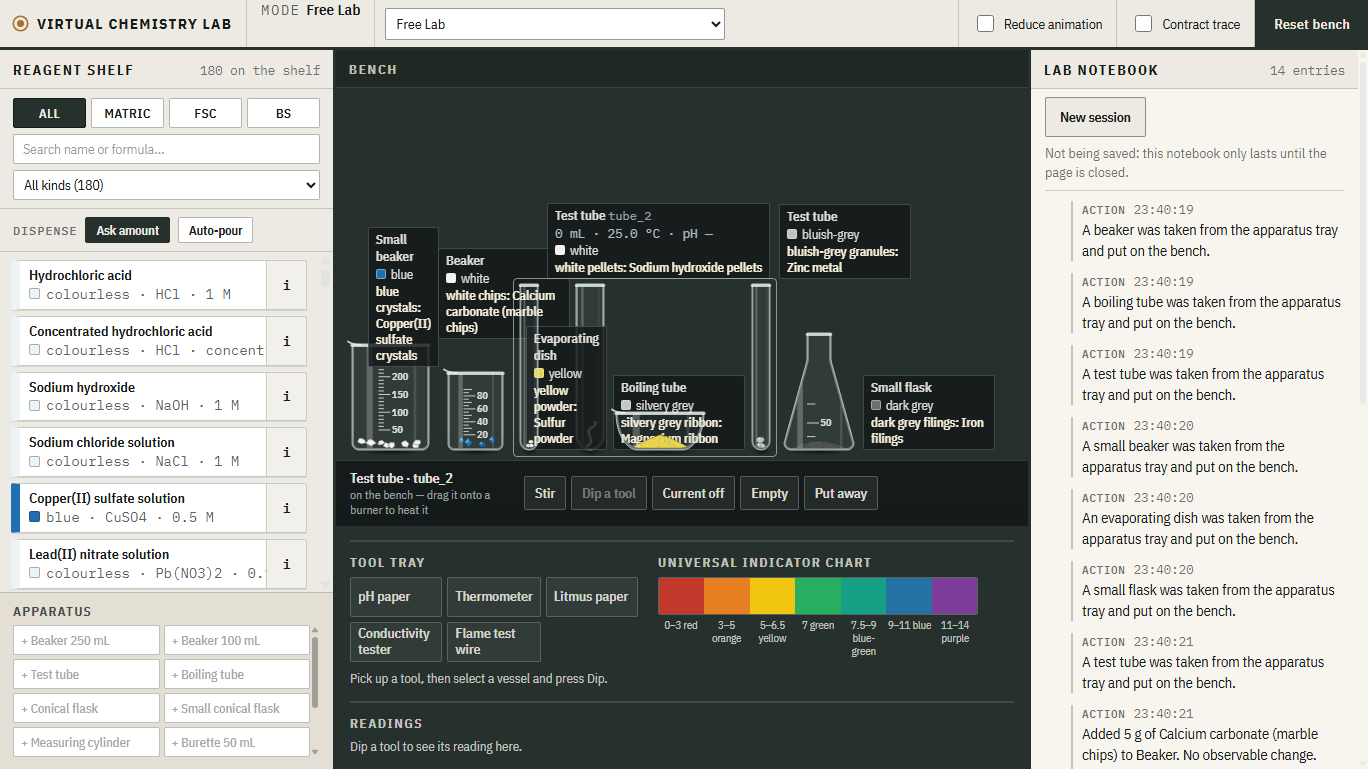 VIRTUAL CHEMISTRY LAB
MODE Free Lab
Free Lab
Reduce animation
Contract trace
Reset bench
REAGENT SHELF
180 on the shelf
ALL
MATRIC
FSC
BS
Search name or formula...
All kinds (180)
DISPENSE
Ask amount
Auto-pour
Hydrochloric acid
colourless · HCl · 1 M
i
Concentrated hydrochloric acid
colourless · HCl · concent
i
Sodium hydroxide
colourless · NaOH · 1 M
i
Sodium chloride solution
colourless · NaCl · 1 M
i
Copper(II) sulfate solution
blue · CuSO4 · 0.5 M
i
Lead(II) nitrate solution
colourless · Pb(NO3)2 · 0.
i
APPARATUS
+ Beaker 250 mL
+ Beaker 100 mL
+ Test tube
+ Boiling tube
+ Conical flask
+ Small conical flask
+ Measuring cylinder
+ Burette 50 mL
BENCH
Small
beaker
blue
blue
crystals:
Copper(II)
sulfate
crystals
Beaker
white
white chips: Calcium
carbonate (marble
chips)
Test tube tube_2
0 mL · 25.0 °C · pH —
white
white pellets: Sodium hydroxide pellets
Test tube
bluish-grey
bluish-grey granules:
Zinc metal
Evaporating
dish
yellow
yellow
powder:
Sulfur
powder
Boiling tube
silvery grey
silvery grey ribbon:
Magnesium ribbon
Small flask
dark grey
dark grey filings: Iron
filings
200
150
100
50
80
60
40
20
50
Test tube · tube_2
on the bench — drag it onto a
burner to heat it
Stir
Dip a tool
Current off
Empty
Put away
TOOL TRAY
pH paper
Thermometer
Litmus paper
Conductivity
tester
Flame test
wire
Pick up a tool, then select a vessel and press Dip.
UNIVERSAL INDICATOR CHART
0–3 red
3–5
orange
5–6.5
yellow
7 green
7.5–9
blue-
green
9–11 blue
11–14
purple
READINGS
Dip a tool to see its reading here.
LAB NOTEBOOK
14 entries
New session
Not being saved: this notebook only lasts until the
page is closed.
ACTION 23:40:19
A beaker was taken from the apparatus tray
and put on the bench.
ACTION 23:40:19
A boiling tube was taken from the apparatus
tray and put on the bench.
ACTION 23:40:19
A test tube was taken from the apparatus
tray and put on the bench.
ACTION 23:40:20
A small beaker was taken from the
apparatus tray and put on the bench.
ACTION 23:40:20
An evaporating dish was taken from the
apparatus tray and put on the bench.
ACTION 23:40:20
A small flask was taken from the apparatus
tray and put on the bench.
ACTION 23:40:21
A test tube was taken from the apparatus
tray and put on the bench.
ACTION 23:40:21
Added 5 g of Calcium carbonate (marble
chips) to Beaker. No observable change.